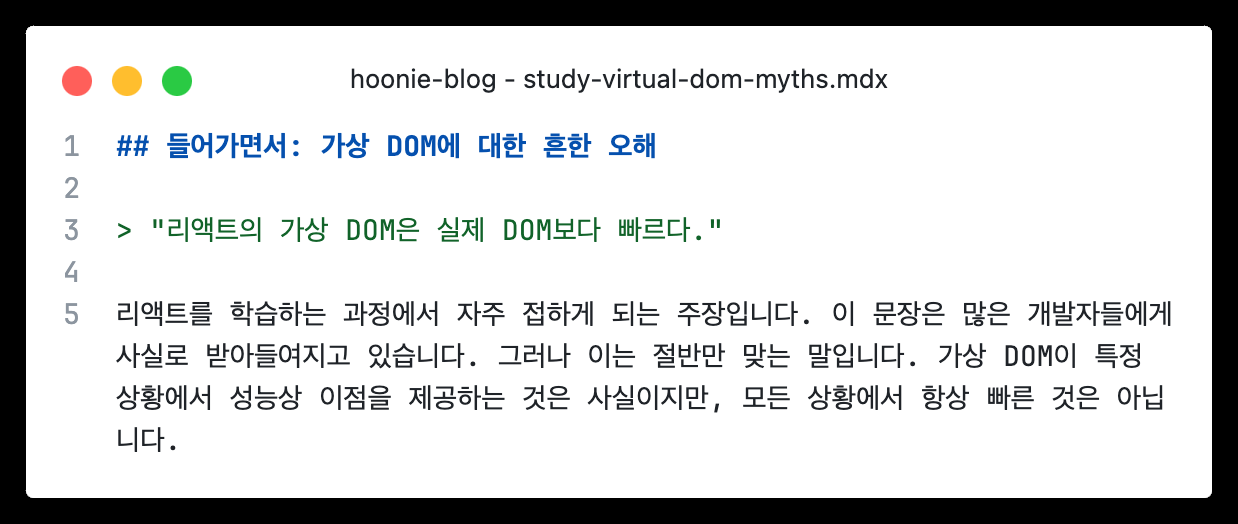 hoonie-blog - study-virtual-dom-myths.mdx
1 ## 들어가면서: 가상 DOM에 대한 흔한 오해
2
3 > "리액트의 가상 DOM은 실제 DOM보다 빠르다."
4
5 리액트를 학습하는 과정에서 자주 접하게 되는 주장입니다. 이 문장은 많은 개발자들에게
사실로 받아들여지고 있습니다. 그러나 이는 절반만 맞는 말입니다. 가상 DOM이 특정
상황에서 성능상 이점을 제공하는 것은 사실이지만, 모든 상황에서 항상 빠른 것은 아닙
니다.